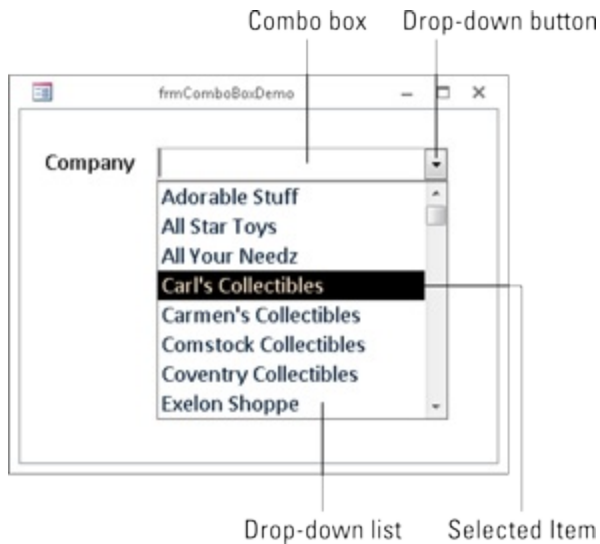 Combo box Drop-down button
frmComboBoxDemo
Company
Adorable Stuff
All Star Toys
All Your Needz
Carl's Collectibles
Carmen's Collectibles
Comstock Collectibles
Coventry Collectibles
Exelon Shoppe
Drop-down list Selected Item